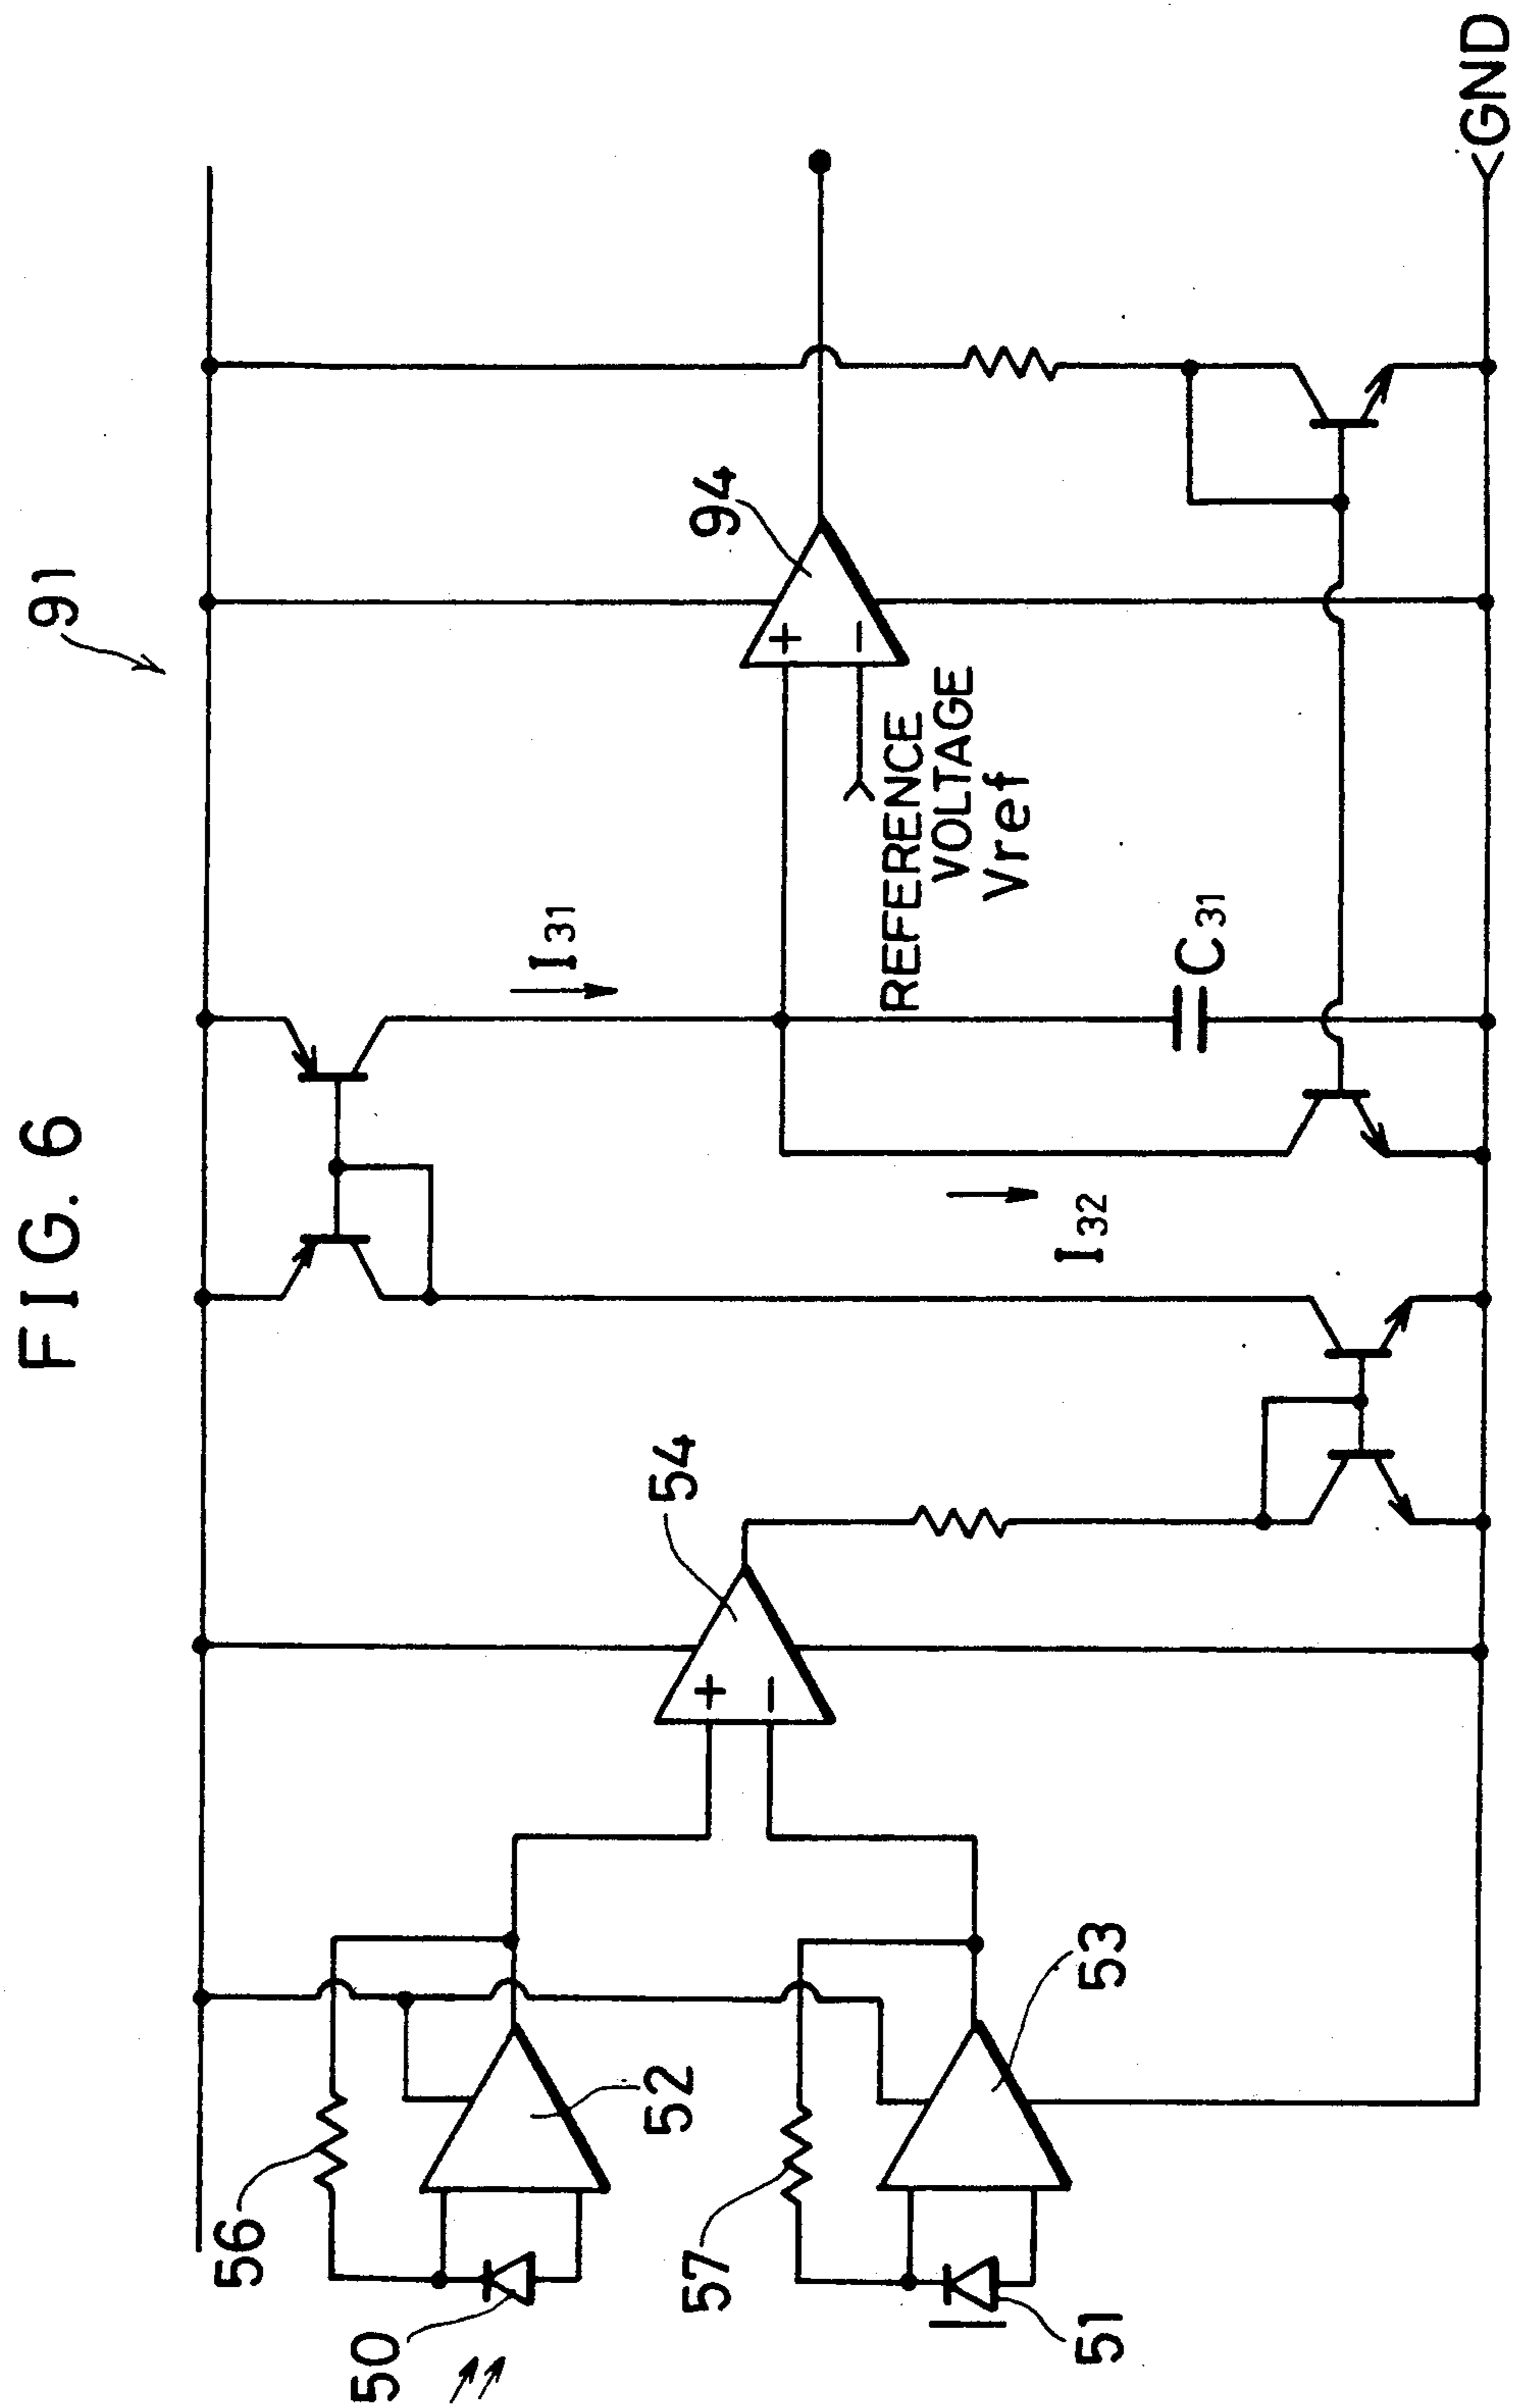 FIG. 6
91
56
50
52
57
51
53
54
I31
I32
C31
94
REFERENCE
VOLTAGE
Vref
+
−
+
−
GND